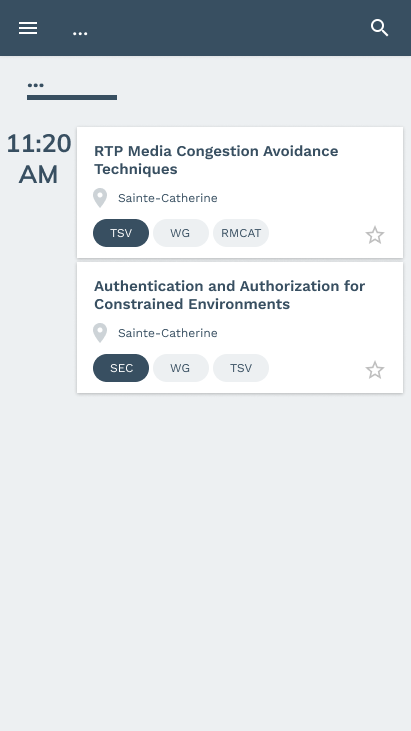 ...
...
11:20
AM
RTP Media Congestion Avoidance
Techniques
Sainte-Catherine
TSV WG RMCAT
Authentication and Authorization for
Constrained Environments
Sainte-Catherine
SEC WG TSV